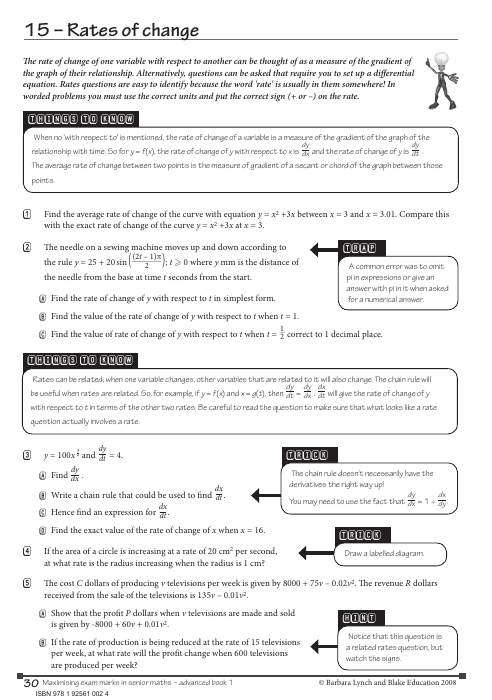 15 – Rates of change
The rate of change of one variable with respect to another can be thought of as a measure of the gradient of
the graph of their relationship. Alternatively, questions can be asked that require you to set up a differential
equation. Rates questions are easy to identify because the word 'rate' is usually in them somewhere! In
worded problems you must use the correct units and put the correct sign (+ or –) on the rate.
THINGS TO KNOW
When no 'with respect to' is mentioned, the rate of change of a variable is a measure of the gradient of the graph of the
relationship with time. So for y = f(x), the rate of change of y with respect to x is dy/dx and the rate of change of y is dy/dt.
The average rate of change between two points is the measure of gradient of a secant or chord of the graph between those
points.
1 Find the average rate of change of the curve with equation y = x² +3x between x = 3 and x = 3.01. Compare this
with the exact rate of change of the curve y = x² +3x at x = 3.
2 The needle on a sewing machine moves up and down according to
the rule y = 25 + 20 sin ((2t – 1)π/2); t ⩾ 0 where y mm is the distance of
the needle from the base at time t seconds from the start.
TRAP
A common error was to omit
pi in expressions or give an
answer with pi in it when asked
for a numerical answer.
A Find the rate of change of y with respect to t in simplest form.
B Find the value of the rate of change of y with respect to t when t = 1.
C Find the value of rate of change of y with respect to t when t = 1/2 correct to 1 decimal place.
THINGS TO KNOW
Rates can be related; when one variable changes, other variables that are related to it will also change. The chain rule will
be useful when rates are related. So, for example, if y = f(x) and x = g(t), then dy/dt = dy/dx · dx/dt will give the rate of change of y
with respect to t in terms of the other two rates. Be careful to read the question to make sure that what looks like a rate
question actually involves a rate.
3 y = 100x and dy/dt = 4.
A Find dy/dx.
B Write a chain rule that could be used to find dx/dt.
C Hence find an expression for dx/dt.
D Find the exact value of the rate of change of x when x = 16.
TRICK
The chain rule doesn't necessarily have the
derivatives the right way up!
You may need to use the fact that dy/dx = 1 ÷ dx/dy.
4 If the area of a circle is increasing at a rate of 20 cm² per second,
at what rate is the radius increasing when the radius is 1 cm?
TRICK
Draw a labelled diagram.
5 The cost C dollars of producing v televisions per week is given by 8000 + 75v – 0.02v². The revenue R dollars
received from the sale of the televisions is 135v – 0.01v².
A Show that the profit P dollars when v televisions are made and sold
is given by -8000 + 60v + 0.01v².
B If the rate of production is being reduced at the rate of 15 televisions
per week, at what rate will the profit change when 600 televisions
are produced per week?
HINT
Notice that this question is
a related rates question, but
watch the signs.
30 Maximising exam marks in senior maths – advanced book 1
© Barbara Lynch and Blake Education 2008
ISBN 978 1 92561 002 4